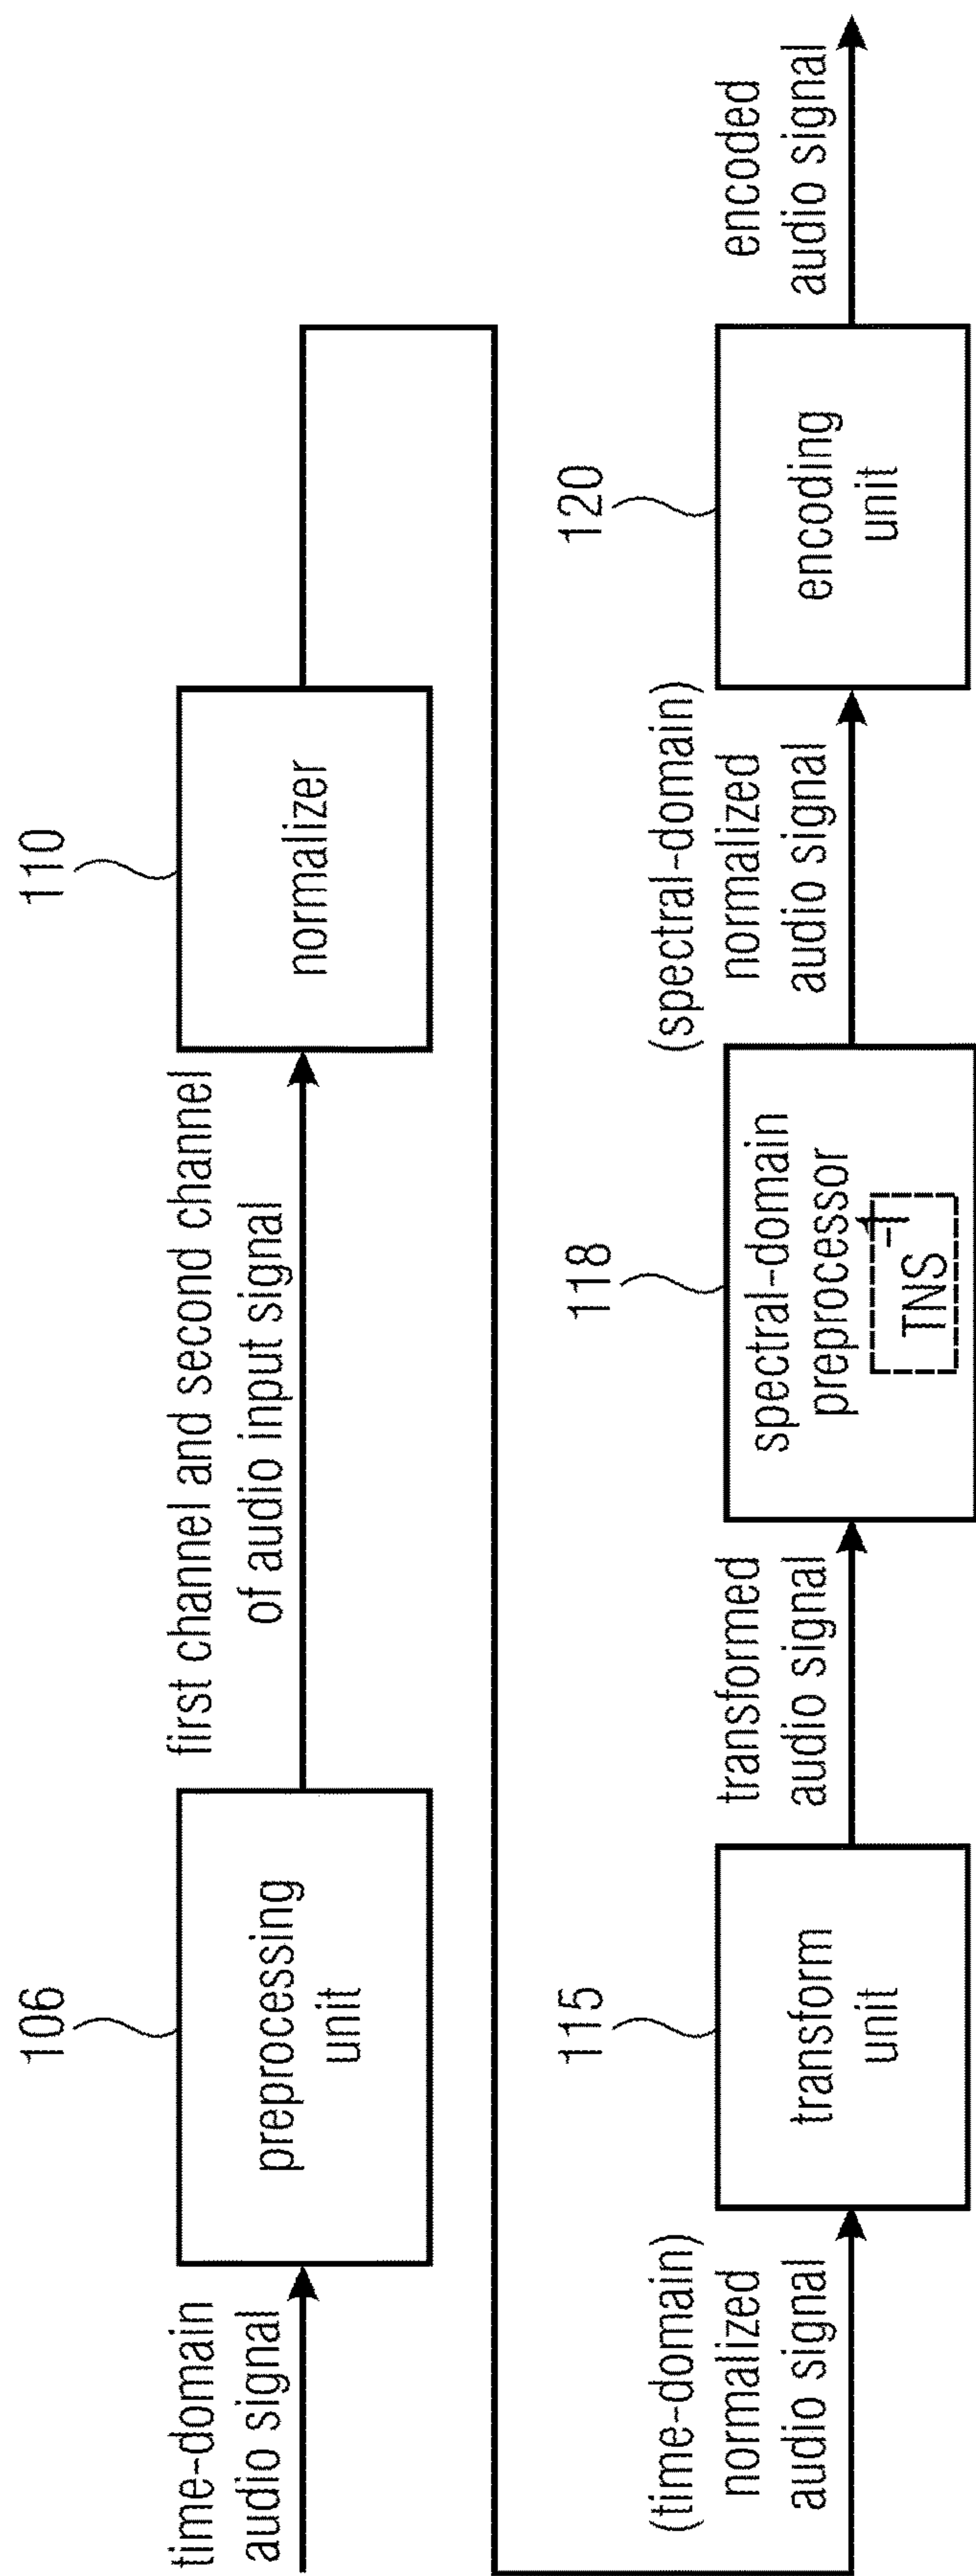 106
110
time-domain
audio signal
preprocessing
unit
first channel and second channel
of audio input signal
normalizer
115
118
120
(time-domain)
normalized
audio signal
transform
unit
transformed
audio signal
spectral-domain
preprocessor
TNS⁻¹
(spectral-domain)
normalized
audio signal
encoding
unit
encoded
audio signal